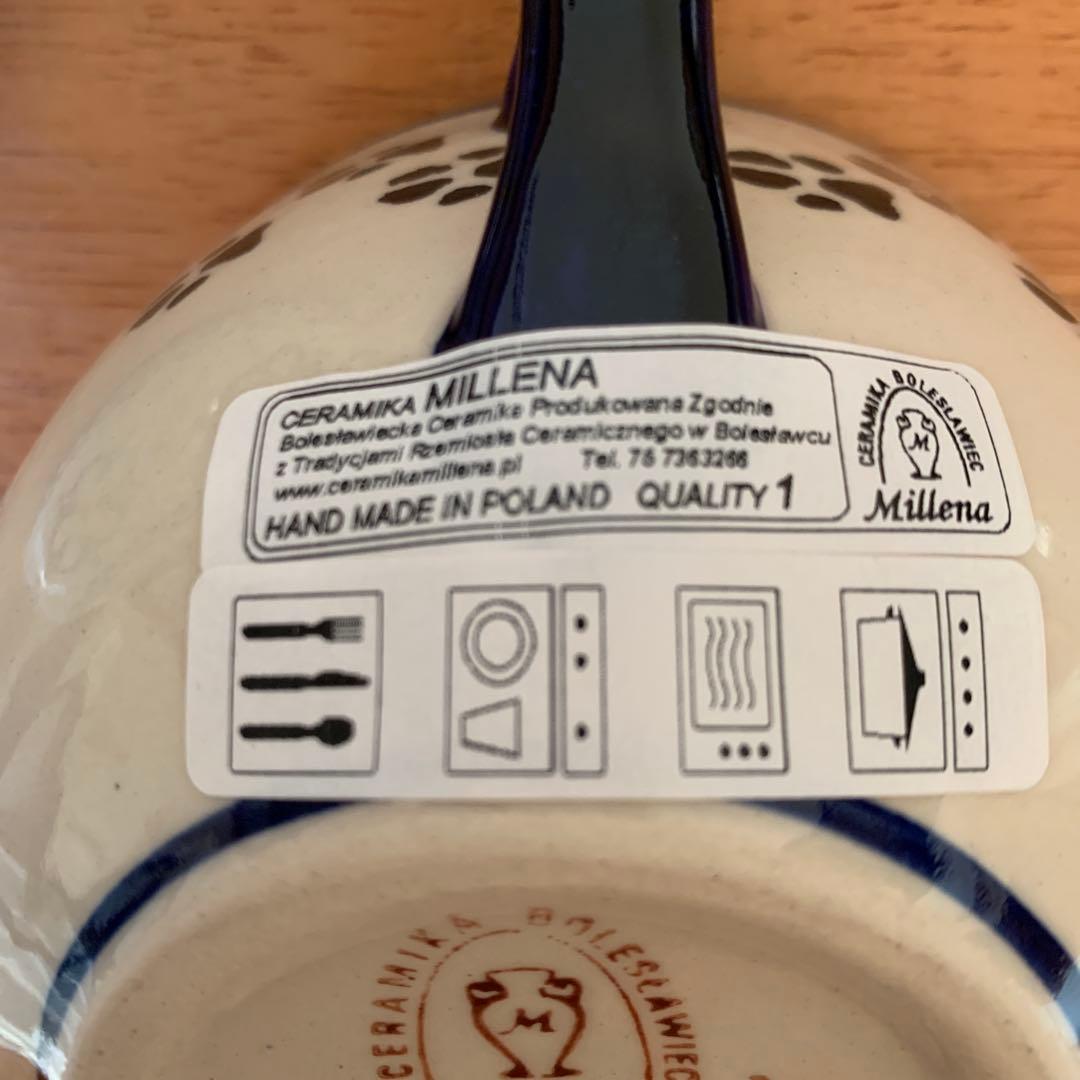 CERAMIKA MILLENA
Bolesławiecka Ceramika Produkowana Zgodnie
z Tradycjami Rzemiosła Ceramicznego w Bolesławcu
www.ceramikamillena.pl Tel. 75 7363266
HAND MADE IN POLAND QUALITY 1
CERAMIKA BOLESŁAWIEC
M
Millena
CERAMIKA BOLESŁAWIEC
M